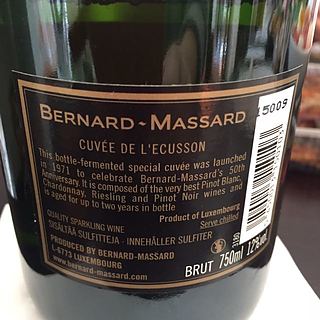 BERNARD-MASSARD
CUVÉE DE L'ECUSSON
This bottle-fermented special cuvée was launched
in 1971 to celebrate Bernard-Massard's 50th
Anniversary. It is composed of the very best Pinot Blanc,
Chardonnay, Riesling and Pinot Noir wines and
is aged for up to two years in bottle
Product of Luxembourg
Serve chilled
QUALITY SPARKLING WINE
SISÄLTÄÄ SULFIITTEJA - INNEHÅLLER SULFITER
PRODUCED BY BERNARD-MASSARD
L-6773 LUXEMBOURG
www.bernard-massard.com
BRUT 750ml 12%vol
15009